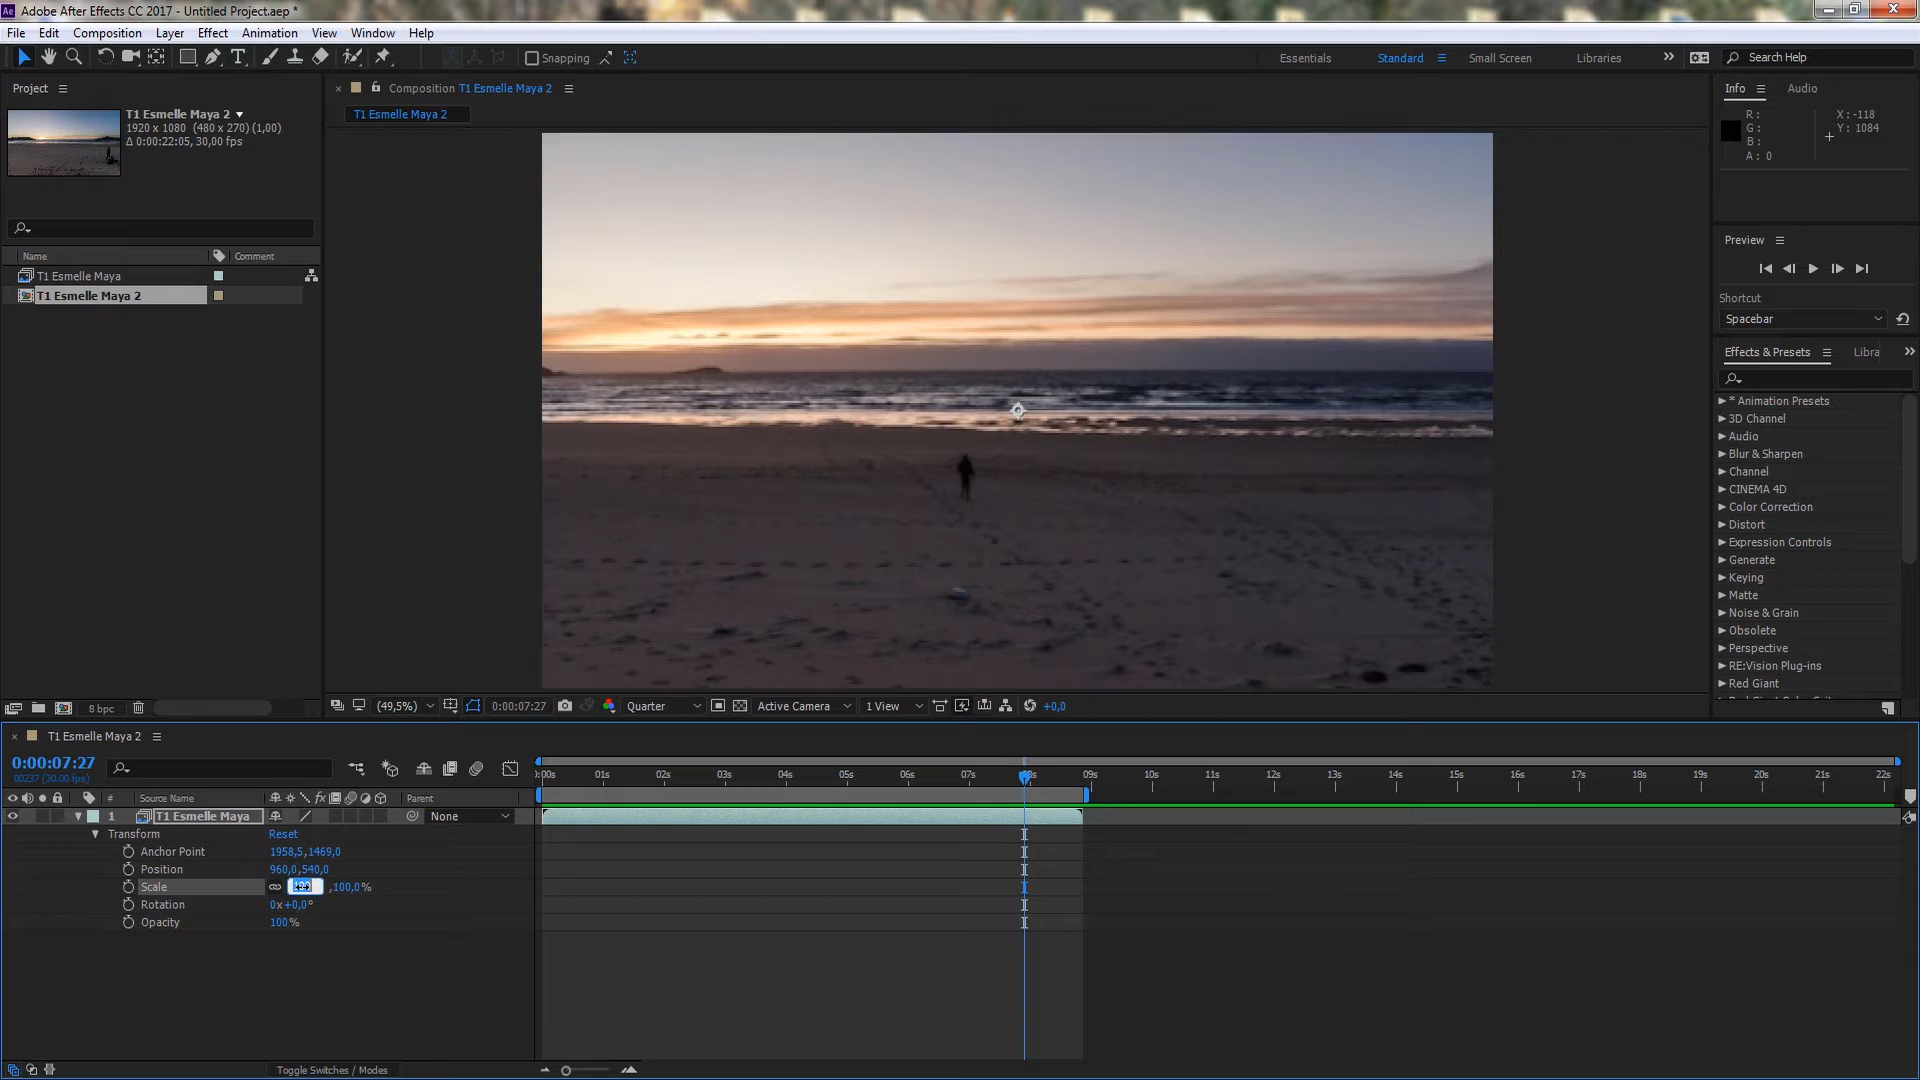 Adobe After Effects CC 2017 - Untitled Project.aep *
File Edit Composition Layer Effect Animation View Window Help
Snapping
Essentials Standard Small Screen Libraries Search Help
Project
T1 Esmelle Maya 2
1920 x 1080 (480 x 270) (1,00)
Δ 0:00:22:05, 30,00 fps
Name Comment
T1 Esmelle Maya
T1 Esmelle Maya 2
8 bpc
Composition T1 Esmelle Maya 2
T1 Esmelle Maya 2
(49,5%) 0:00:07:27 Quarter Active Camera 1 View +0,0
Info Audio
R :
G :
B :
A : 0
X : -118
Y : 1084
Preview
Shortcut
Spacebar
Effects & Presets Libra
* Animation Presets
3D Channel
Audio
Blur & Sharpen
Channel
CINEMA 4D
Color Correction
Distort
Expression Controls
Generate
Keying
Matte
Noise & Grain
Obsolete
Perspective
RE:Vision Plug-ins
Red Giant
T1 Esmelle Maya 2
0:00:07:27
00237 (30.00 fps)
:00s 01s 02s 03s 04s 05s 06s 07s 09s 10s 11s 12s 13s 14s 15s 16s 17s 18s 19s 20s 21s 22s
# Source Name fx Parent
1 T1 Esmelle Maya None
Transform Reset
Anchor Point 1958,5,1469,0
Position 960,0,540,0
Scale ,100,0%
Rotation 0x+0,0°
Opacity 100%
Toggle Switches / Modes